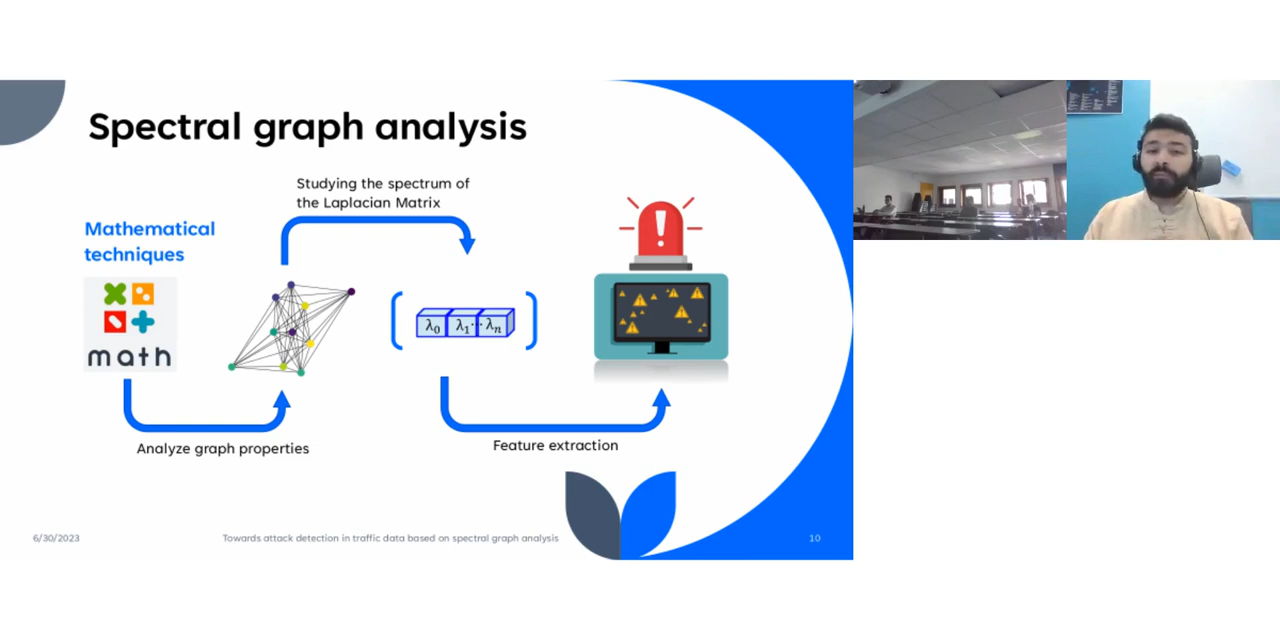 Spectral graph analysis
Studying the spectrum of
the Laplacian Matrix
Mathematical
techniques
math
λ0 λ1 ·· λn
Analyze graph properties
Feature extraction
6/30/2023
Towards attack detection in traffic data based on spectral graph analysis
10